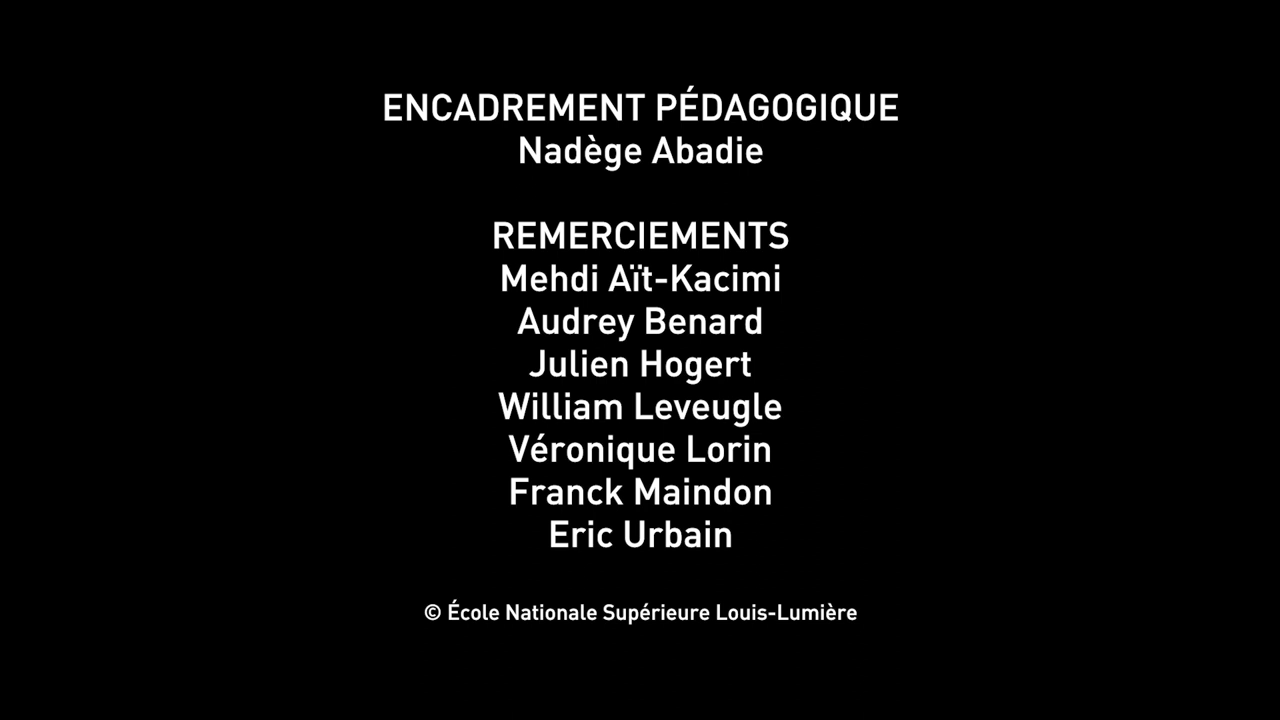 ENCADREMENT PÉDAGOGIQUE
Nadège Abadie
REMERCIEMENTS
Mehdi Aït-Kacimi
Audrey Benard
Julien Hogert
William Leveugle
Véronique Lorin
Franck Maindon
Eric Urbain
© École Nationale Supérieure Louis-Lumière